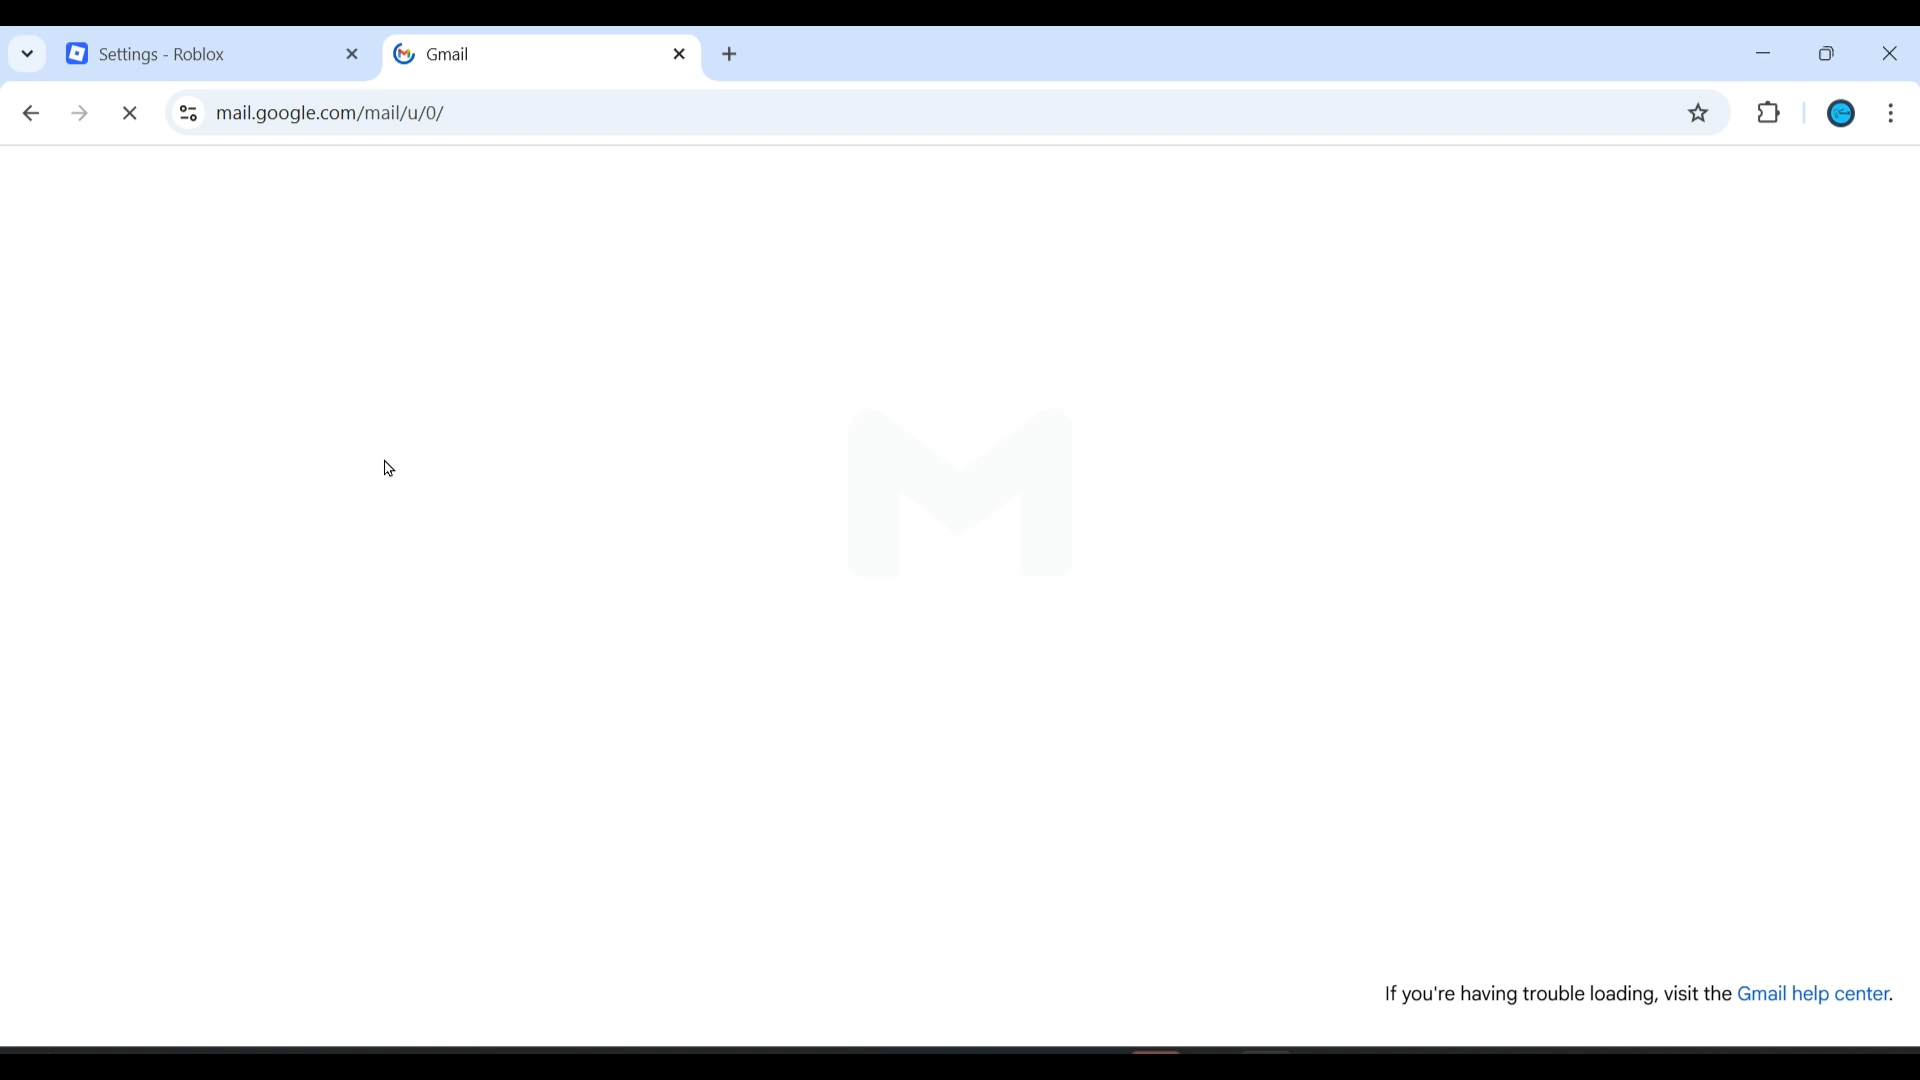 Settings - Roblox
Gmail
mail.google.com/mail/u/0/
If you're having trouble loading, visit the Gmail help center.